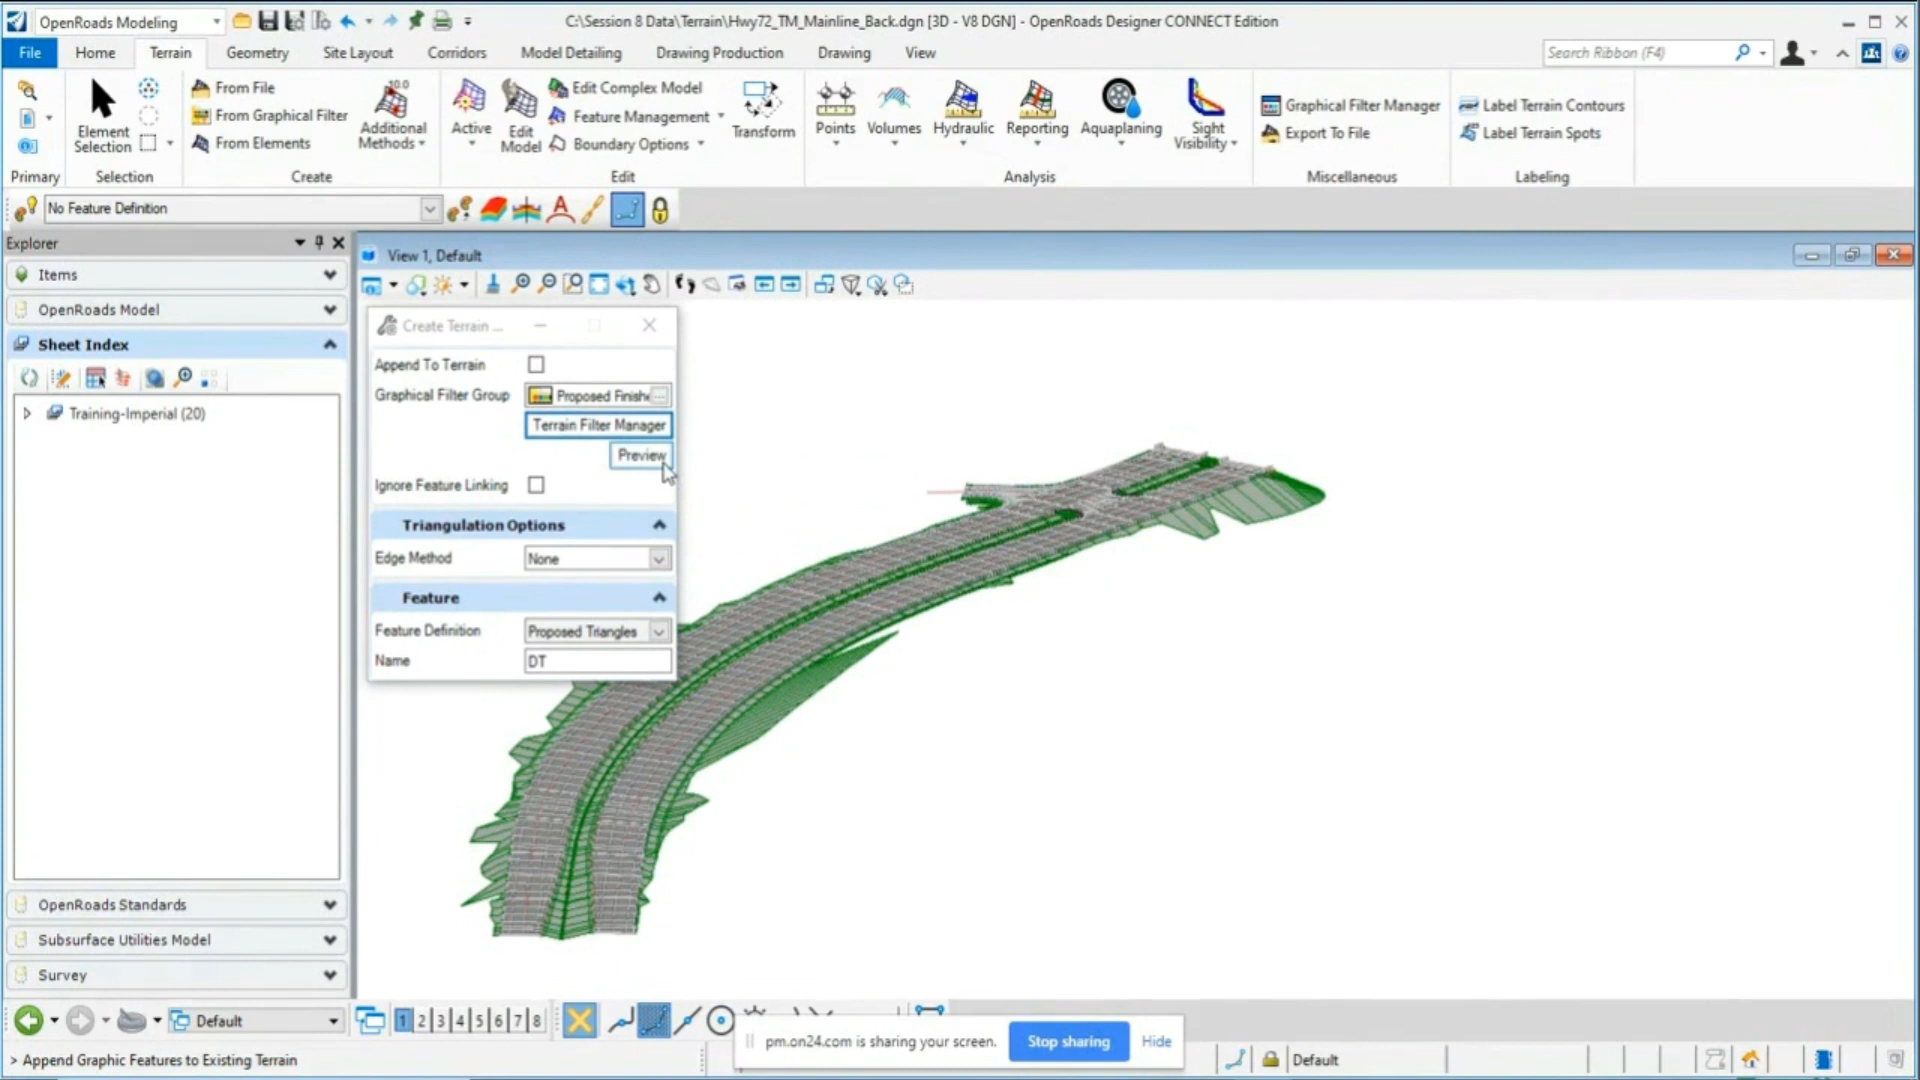 OpenRoads Modeling
C:\Session 8 Data\Terrain\Hwy72_TM_Mainline_Back.dgn [3D - V8 DGN] - OpenRoads Designer CONNECT Edition
File Home Terrain Geometry Site Layout Corridors Model Detailing Drawing Production Drawing View
Search Ribbon (F4)
Primary
Element Selection
Selection
From File
From Graphical Filter
From Elements
10.0
Additional Methods
Create
Active
Edit Model
Edit Complex Model
Feature Management
Boundary Options
Transform
Edit
Points
Volumes
Hydraulic
Reporting
Aquaplaning
Sight Visibility
Analysis
Graphical Filter Manager
Export To File
Miscellaneous
Label Terrain Contours
Label Terrain Spots
Labeling
No Feature Definition
Explorer
Items
OpenRoads Model
Sheet Index
Training-Imperial (20)
OpenRoads Standards
Subsurface Utilities Model
Survey
View 1, Default
Create Terrain ...
Append To Terrain
Graphical Filter Group Proposed Finishe ...
Terrain Filter Manager
Preview
Ignore Feature Linking
Triangulation Options
Edge Method None
Feature
Feature Definition Proposed Triangles
Name DT
Default
1 2 3 4 5 6 7 8
pm.on24.com is sharing your screen.
Stop sharing
Hide
> Append Graphic Features to Existing Terrain
Default